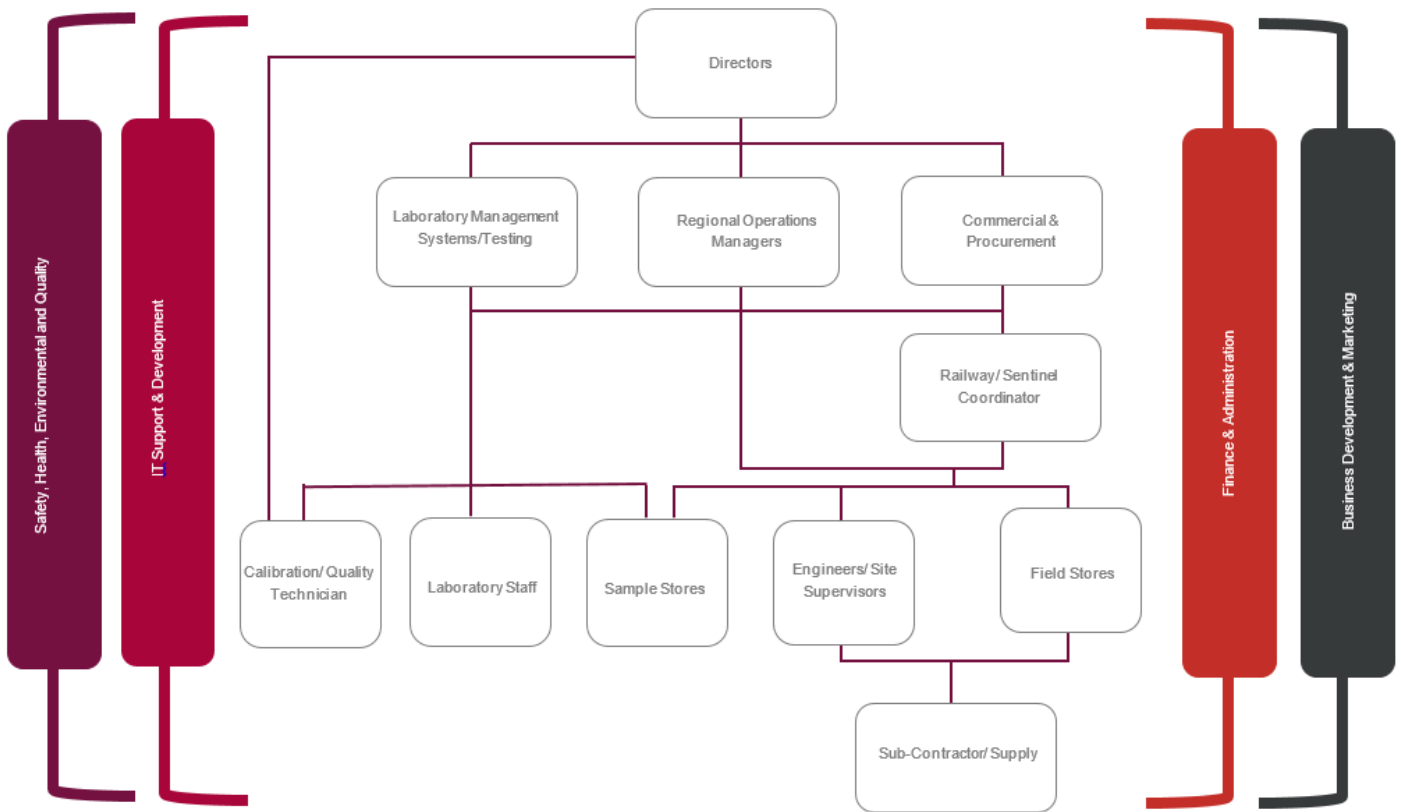 Directors
Laboratory Management
Systems/Testing
Regional Operations
Managers
Commercial &
Procurement
Railway/ Sentinel
Coordinator
Calibration/ Quality
Technician
Laboratory Staff
Sample Stores
Engineers/ Site
Supervisors
Field Stores
Sub-Contractor/ Supply
Safety, Health, Environmental and Quality
IT Support & Development
Finance & Administration
Business Development & Marketing